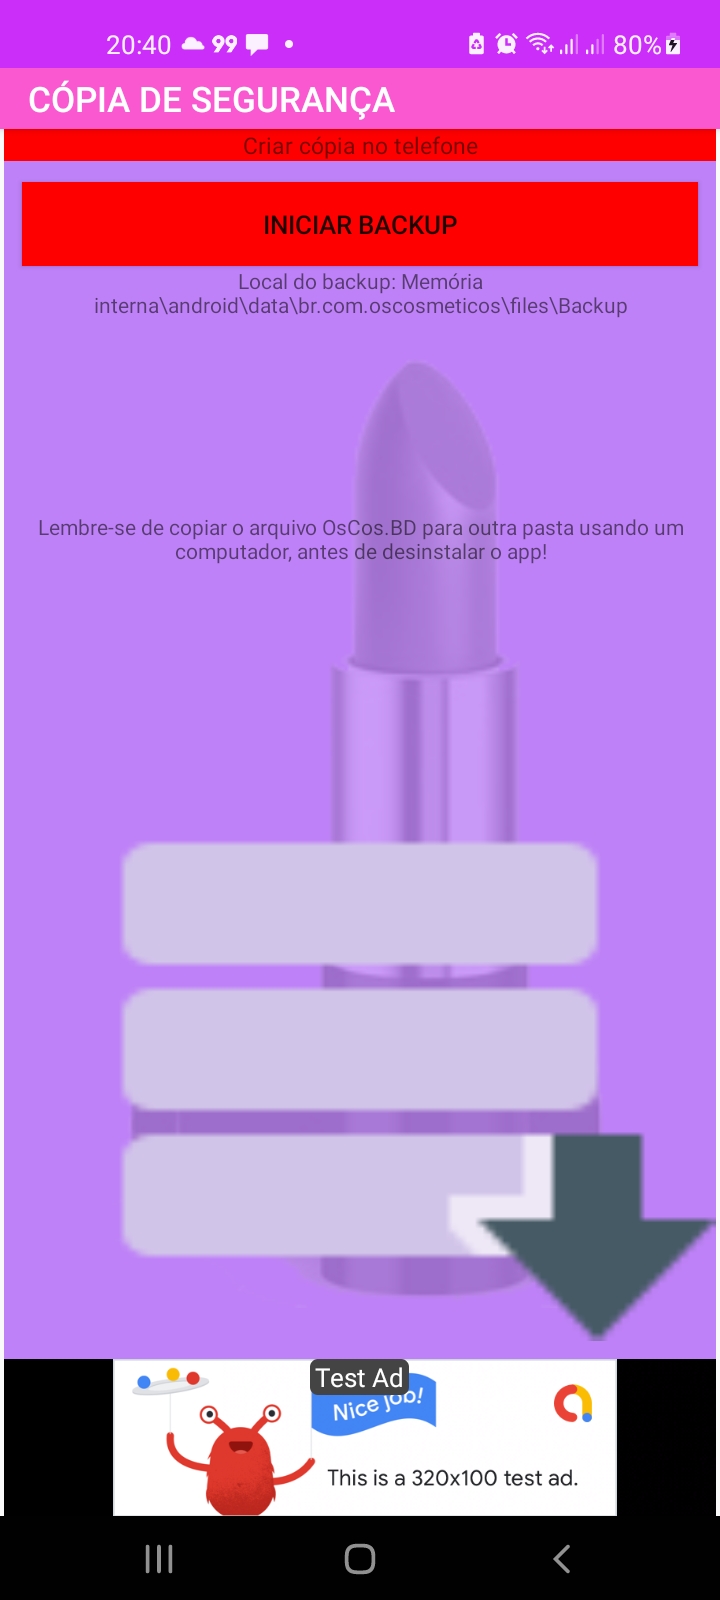 20:40 99 80%
CÓPIA DE SEGURANÇA
Criar cópia no telefone
INICIAR BACKUP
Local do backup: Memória
interna\android\data\br.com.oscosmeticos\files\Backup
Lembre-se de copiar o arquivo OsCos.BD para outra pasta usando um
computador, antes de desinstalar o app!
Test Ad
Nice job!
This is a 320x100 test ad.